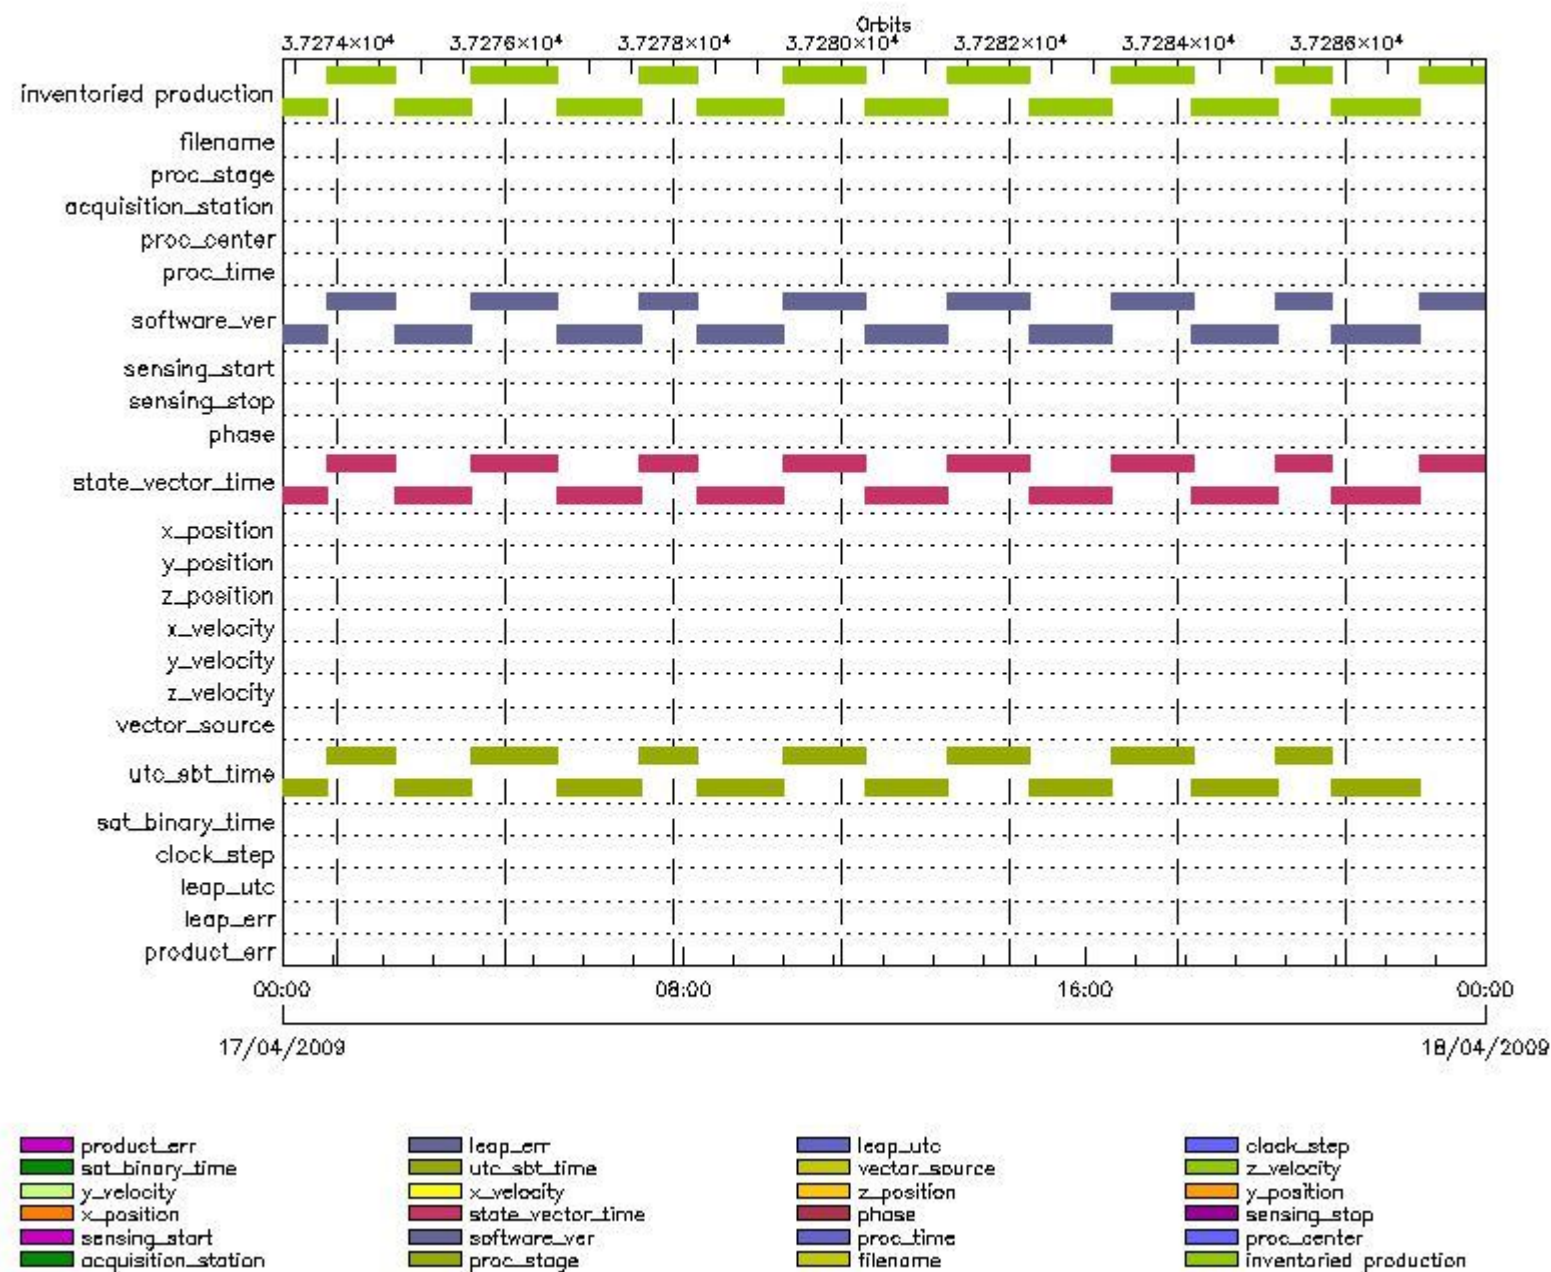 Orbits
3.7274×10⁴ 3.7276×10⁴ 3.7278×10⁴ 3.7280×10⁴ 3.7282×10⁴ 3.7284×10⁴ 3.7286×10⁴
inventoried production
filename
proc_stage
acquisition_station
proc_center
proc_time
software_ver
sensing_start
sensing_stop
phase
state_vector_time
x_position
y_position
z_position
x_velocity
y_velocity
z_velocity
vector_source
utc_sbt_time
sat_binary_time
clock_step
leap_utc
leap_err
product_err
00:00 08:00 16:00 00:00
17/04/2009 18/04/2009
product_err leap_err leap_utc clock_step
sat_binary_time utc_sbt_time vector_source z_velocity
y_velocity x_velocity z_position y_position
x_position state_vector_time phase sensing_stop
sensing_start software_ver proc_time proc_center
acquisition_station proc_stage filename inventoried production